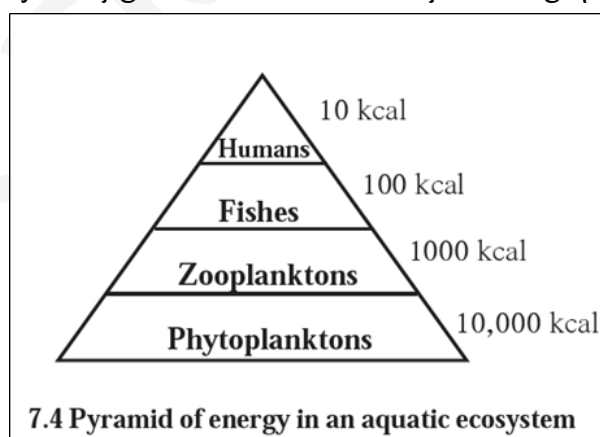 10 kcal
Humans
100 kcal
Fishes
1000 kcal
Zooplanktons
10,000 kcal
Phytoplanktons
7.4 Pyramid of energy in an aquatic ecosystem